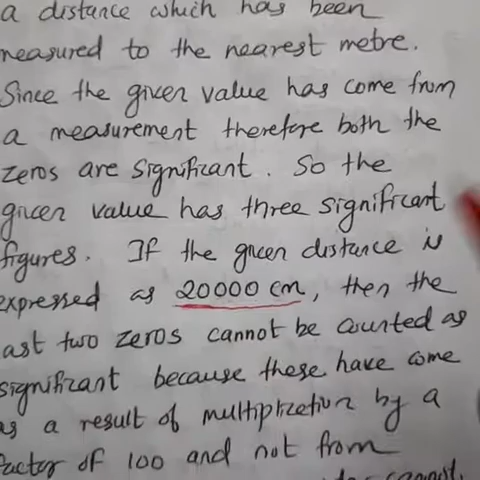 a distance which has been
measured to the nearest metre.
Since the given value has come from
a measurement therefore both the
zeros are significant. So the
given value has three significant
figures. If the given distance is
expressed as 20000 cm, then the
last two zeros cannot be counted as
significant because these have come
as a result of multiplication by a
factor of 100 and not from
cannot